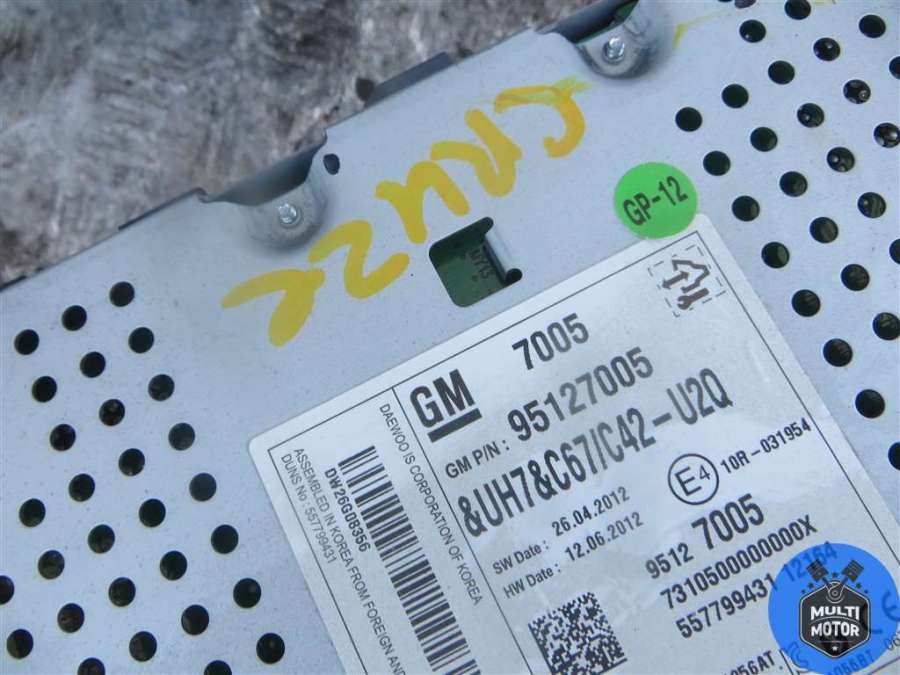 CRUZE
GP-12
GM 7005
GM P/N : 95127005
&UH7&C67/C42-U2Q
SW Date : 26.04.2012
HW Date : 12.06.2012
E4 10R-031954
9512 7005
7310500000000X
557799431 12164
DAEWOO IS CORPORATION OF KOREA
DW26G08356
ASSEMBLED IN KOREA FROM FOREIGN AND
DUNS No : 557799431
MULTI
MOTOR